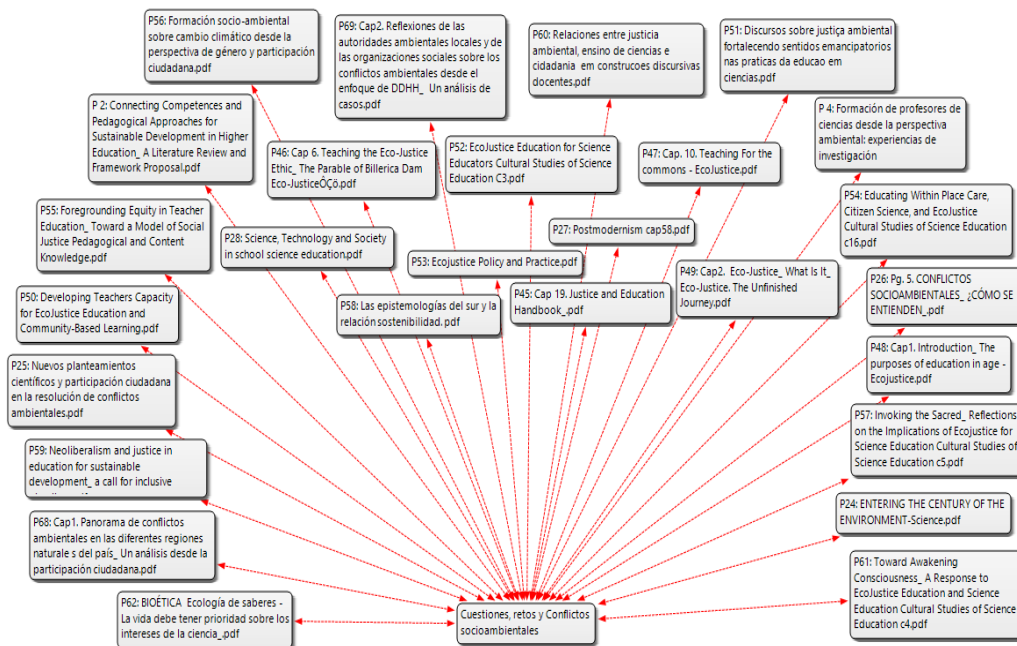 P56: Formación socio-ambiental
sobre cambio climático desde la
perspectiva de género y participación
ciudadana.pdf
P69: Cap2. Reflexiones de las
autoridades ambientales locales y de
las organizaciones sociales sobre los
conflictos ambientales desde el
enfoque de DDHH_ Un análisis de
casos.pdf
P60: Relaciones entre justicia
ambiental, ensino de ciencias e
cidadania em construcoes discursivas
docentes.pdf
P51: Discursos sobre justiça ambiental
fortalecendo sentidos emancipatorios
nas praticas da educao em
ciencias.pdf
P 2: Connecting Competences and
Pedagogical Approaches for
Sustainable Development in Higher
Education_ A Literature Review and
Framework Proposal.pdf
P46: Cap 6. Teaching the Eco-Justice
Ethic_ The Parable of Billerica Dam
Eco-JusticeÔÇö.pdf
P52: EcoJustice Education for Science
Educators Cultural Studies of Science
Education C3.pdf
P47: Cap. 10. Teaching For the
commons - EcoJustice.pdf
P 4: Formación de profesores de
ciencias desde la perspectiva
ambiental: experiencias de
investigación
P55: Foregrounding Equity in Teacher
Education_ Toward a Model of Social
Justice Pedagogical and Content
Knowledge.pdf
P28: Science, Technology and Society
in school science education.pdf
P27: Postmodernism cap58.pdf
P54: Educating Within Place Care,
Citizen Science, and EcoJustice
Cultural Studies of Science Education
c16.pdf
P53: Ecojustice Policy and Practice.pdf
P49: Cap2. Eco-Justice_ What Is It_
Eco-Justice. The Unfinished
Journey.pdf
P26: Pg. 5. CONFLICTOS
SOCIOAMBIENTALES_ ¿CÓMO SE
ENTIENDEN_.pdf
P50: Developing Teachers Capacity
for EcoJustice Education and
Community-Based Learning.pdf
P58: Las epistemologías del sur y la
relación sostenibilidad. pdf
P45: Cap 19. Justice and Education
Handbook_.pdf
P48: Cap1. Introduction_ The
purposes of education in age -
Ecojustice.pdf
P25: Nuevos planteamientos
científicos y participación ciudadana
en la resolución de conflictos
ambientales.pdf
P57: Invoking the Sacred_ Reflections
on the Implications of Ecojustice for
Science Education Cultural Studies of
Science Education c5.pdf
P59: Neoliberalism and justice in
education for sustainable
development_ a call for inclusive
P24: ENTERING THE CENTURY OF THE
ENVIRONMENT-Science.pdf
P68: Cap1. Panorama de conflictos
ambientales en las diferentes regiones
naturale s del país_ Un análisis desde la
participación ciudadana.pdf
P61: Toward Awakening
Consciousness_ A Response to
EcoJustice Education and Science
Education Cultural Studies of Science
Education c4.pdf
P62: BIOÉTICA Ecología de saberes -
La vida debe tener prioridad sobre los
intereses de la ciencia_.pdf
Cuestiones, retos y Conflictos
socioambientales